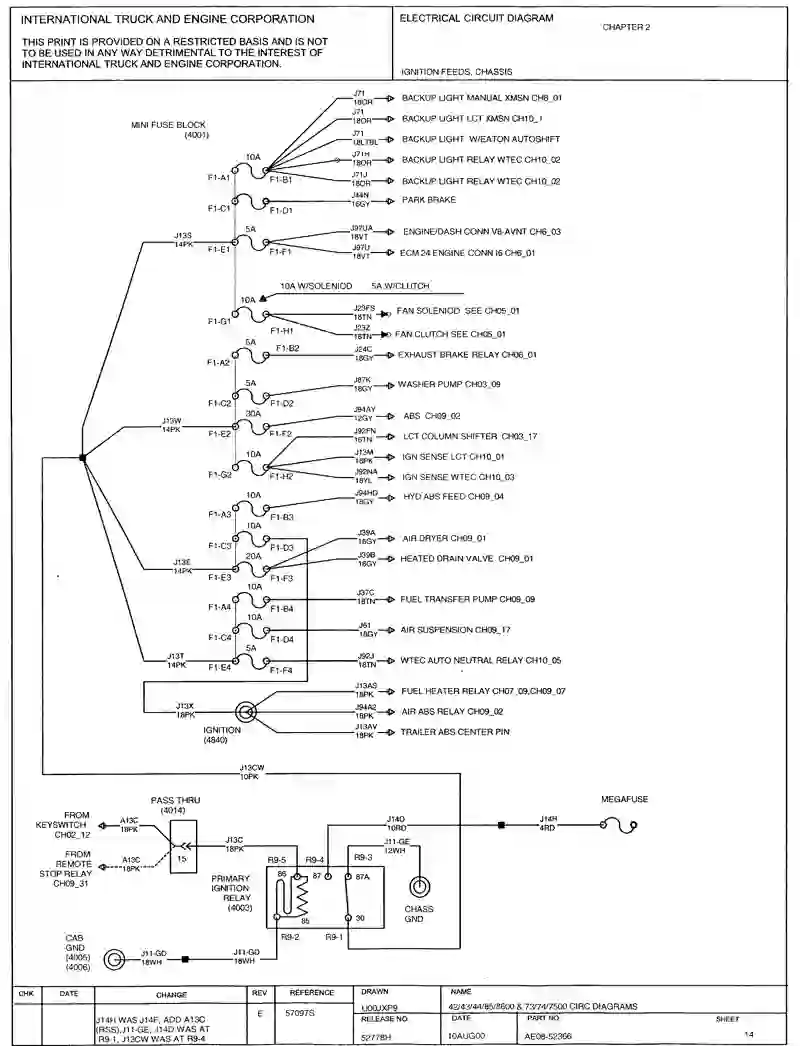 INTERNATIONAL TRUCK AND ENGINE CORPORATION
THIS PRINT IS PROVIDED ON A RESTRICTED BASIS AND IS NOT
TO BE USED IN ANY WAY DETRIMENTAL TO THE INTEREST OF
INTERNATIONAL TRUCK AND ENGINE CORPORATION.
ELECTRICAL CIRCUIT DIAGRAM
CHAPTER 2
IGNITION FEEDS, CHASSIS
MINI FUSE BLOCK
(4001)
J71
18OR
BACKUP LIGHT MANUAL XMSN CH6_01
J71
18OR
BACKUP LIGHT LCT XMSN CH10_1
J71
18LTBL
BACKUP LIGHT W/EATON AUTOSHIFT
10A
J71H
18OR
BACKUP LIGHT RELAY WTEC CH10_02
F1-A1
F1-B1
J71J
18OR
BACKUP LIGHT RELAY WTEC CH10_02
J44N
16GY
PARK BRAKE
F1-C1
F1-D1
J13S
14PK
5A
F1-E1
F1-F1
J97UA
18VT
ENGINE/DASH CONN V8-AVNT CH6_03
J97U
18VT
ECM 24 ENGINE CONN I6 CH6_01
10A W/SOLENIOD 5A W/CLUTCH
10A
F1-G1
F1-H1
J23FS
18TN
FAN SOLENIOD SEE CH05_01
J23Z
18TN
FAN CLUTCH SEE CH05_01
5A
F1-B2
F1-A2
J24C
18GY
EXHAUST BRAKE RELAY CH06_01
5A
F1-C2
F1-D2
J87K
18GY
WASHER PUMP CH03_09
J13W
14PK
30A
F1-E2
F1-F2
J94AY
12GY
ABS CH09_02
J92FN
16TN
LCT COLUMN SHIFTER CH03_17
10A
F1-G2
F1-H2
J13M
18PK
IGN SENSE LCT CH10_01
J92NA
18YL
IGN SENSE WTEC CH10_03
10A
F1-A3
F1-B3
J94HD
18GY
HYD ABS FEED CH09_04
10A
F1-C3
F1-D3
J39A
16GY
AIR DRYER CH09_01
J13E
14PK
20A
F1-E3
F1-F3
J39B
16GY
HEATED DRAIN VALVE CH09_01
10A
F1-A4
F1-B4
J37C
18TN
FUEL TRANSFER PUMP CH09_09
10A
F1-C4
F1-D4
J61
18GY
AIR SUSPENSION CH09_17
J13T
14PK
5A
F1-E4
F1-F4
J92J
18TN
WTEC AUTO NEUTRAL RELAY CH10_05
J13AS
18PK
FUEL HEATER RELAY CH07_09,CH09_07
J13X
18PK
J94A2
18PK
AIR ABS RELAY CH09_02
IGNITION
(4840)
J13AV
18PK
TRAILER ABS CENTER PIN
J13CW
10PK
PASS THRU
(4014)
MEGAFUSE
FROM
KEYSWITCH
CH02_12
A13C
18PK
J14D
10RD
J14H
4RD
FROM
REMOTE
STOP RELAY
CH09_31
A13C
18PK
15
J13C
18PK
J11-GE
12WH
R9-5
R9-4
R9-3
PRIMARY
IGNITION
RELAY
(4003)
86
87
87A
85
30
R9-2
R9-1
CHASS
GND
CAB
GND
(4005)
(4006)
J11-GD
18WH
J11-GD
18WH
CHK
DATE
CHANGE
REV
REFERENCE
DRAWN
NAME
J14H WAS J14F, ADD A13C
(RSS),J11-GE, J14D WAS AT
R9-1, J13CW WAS AT R9-4
E
57097S
U00JXP9
42/43/44/85/8600 & 73/74/7500 CIRC DIAGRAMS
RELEASE NO.
DATE
PART NO.
SHEET
52778H
10AUG00
AE08-52366
14